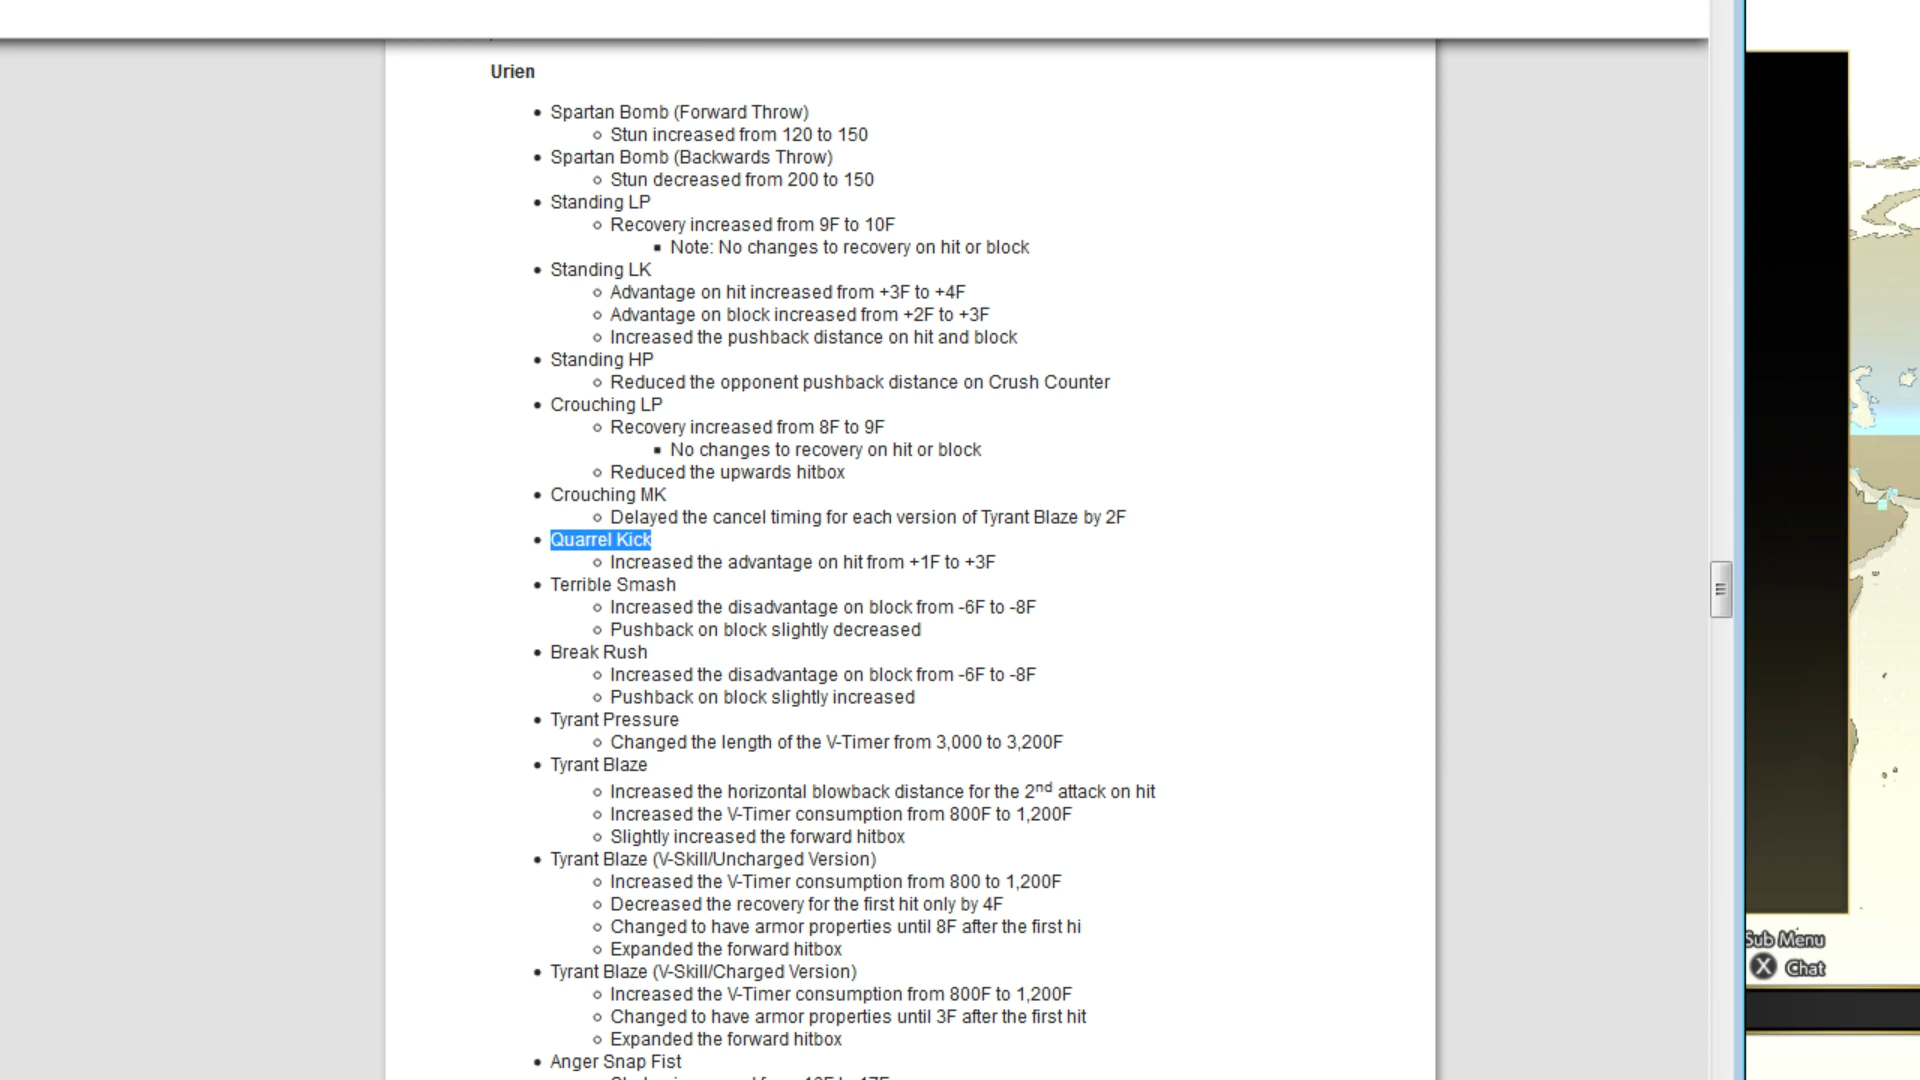 Urien
• Spartan Bomb (Forward Throw)
○ Stun increased from 120 to 150
• Spartan Bomb (Backwards Throw)
○ Stun decreased from 200 to 150
• Standing LP
○ Recovery increased from 9F to 10F
▪ Note: No changes to recovery on hit or block
• Standing LK
○ Advantage on hit increased from +3F to +4F
○ Advantage on block increased from +2F to +3F
○ Increased the pushback distance on hit and block
• Standing HP
○ Reduced the opponent pushback distance on Crush Counter
• Crouching LP
○ Recovery increased from 8F to 9F
▪ No changes to recovery on hit or block
○ Reduced the upwards hitbox
• Crouching MK
○ Delayed the cancel timing for each version of Tyrant Blaze by 2F
• Quarrel Kick
○ Increased the advantage on hit from +1F to +3F
• Terrible Smash
○ Increased the disadvantage on block from -6F to -8F
○ Pushback on block slightly decreased
• Break Rush
○ Increased the disadvantage on block from -6F to -8F
○ Pushback on block slightly increased
• Tyrant Pressure
○ Changed the length of the V-Timer from 3,000 to 3,200F
• Tyrant Blaze
○ Increased the horizontal blowback distance for the 2nd attack on hit
○ Increased the V-Timer consumption from 800F to 1,200F
○ Slightly increased the forward hitbox
• Tyrant Blaze (V-Skill/Uncharged Version)
○ Increased the V-Timer consumption from 800 to 1,200F
○ Decreased the recovery for the first hit only by 4F
○ Changed to have armor properties until 8F after the first hi
○ Expanded the forward hitbox
• Tyrant Blaze (V-Skill/Charged Version)
○ Increased the V-Timer consumption from 800F to 1,200F
○ Changed to have armor properties until 3F after the first hit
○ Expanded the forward hitbox
• Anger Snap Fist
Sub Menu
X Chat